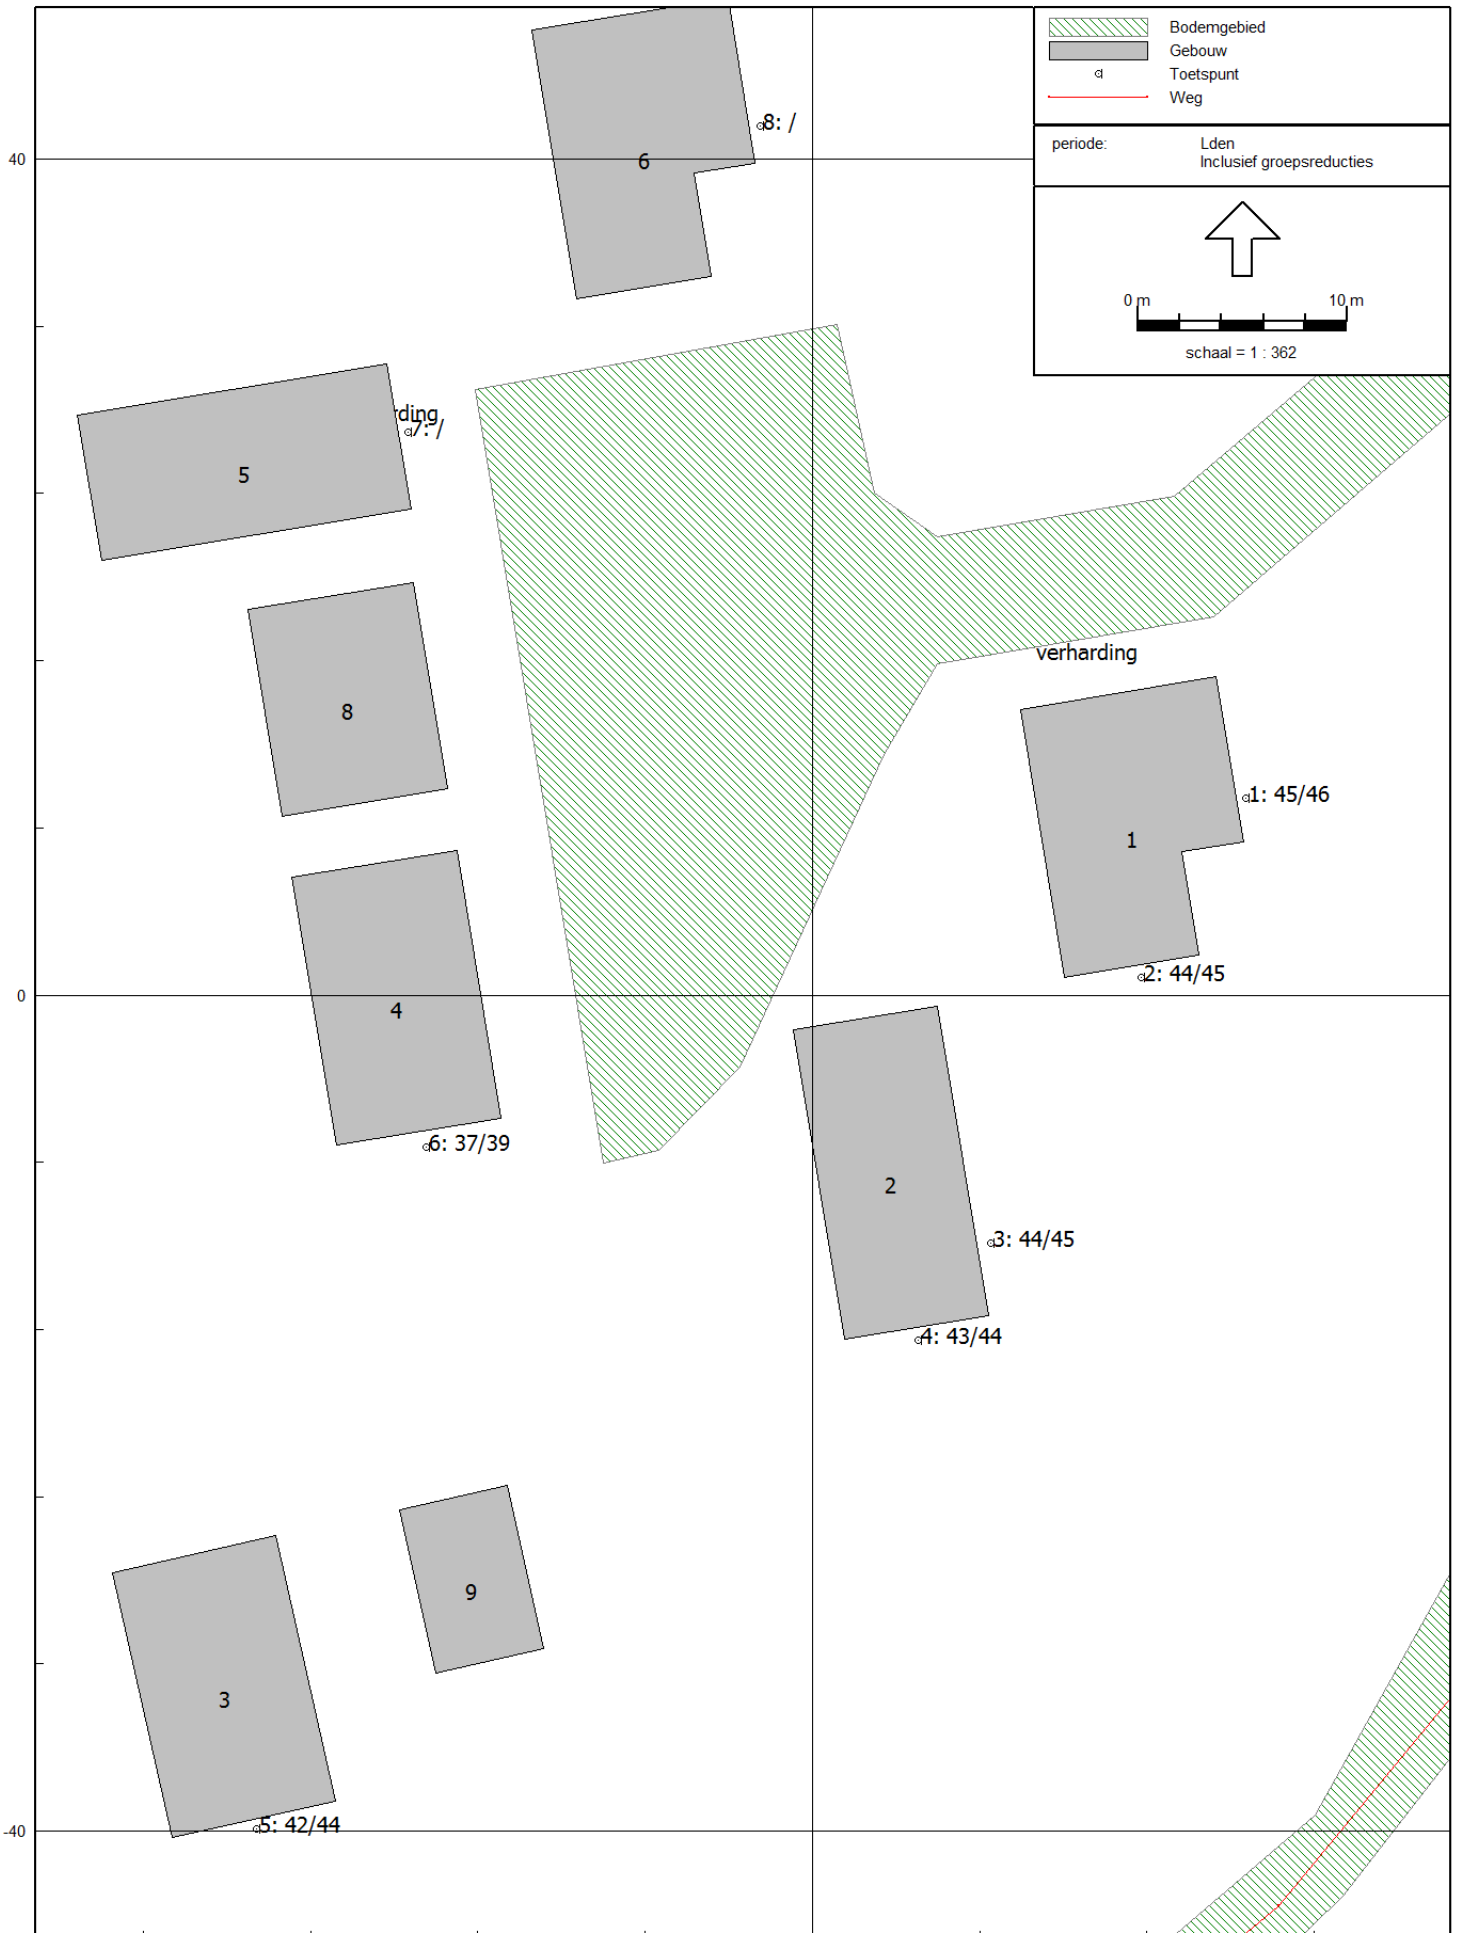 Bodemgebied
Gebouw
Toetspunt
Weg
periode: Lden
Inclusief groepsreducties
0 m 10 m
schaal = 1 : 362
8: /
40
6
rding
7: /
5
verharding
8
1: 45/46
1
2: 44/45
0
4
6: 37/39
2
3: 44/45
4: 43/44
9
3
5: 42/44
-40